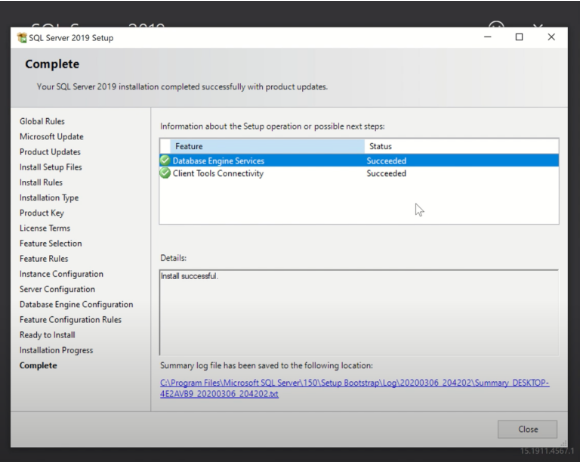 SQL Server 2019
SQL Server 2019 Setup
Complete
Your SQL Server 2019 installation completed successfully with product updates.
Global Rules
Microsoft Update
Product Updates
Install Setup Files
Install Rules
Installation Type
Product Key
License Terms
Feature Selection
Feature Rules
Instance Configuration
Server Configuration
Database Engine Configuration
Feature Configuration Rules
Ready to Install
Installation Progress
Complete
Information about the Setup operation or possible next steps:
Feature Status
Database Engine Services Succeeded
Client Tools Connectivity Succeeded
Details:
Install successful.
Summary log file has been saved to the following location:
C:\Program Files\Microsoft SQL Server\150\Setup Bootstrap\Log\20200306_204202\Summary_DESKTOP-
4E2AVB9_20200306_204202.txt
Close
15.1911.4567.1